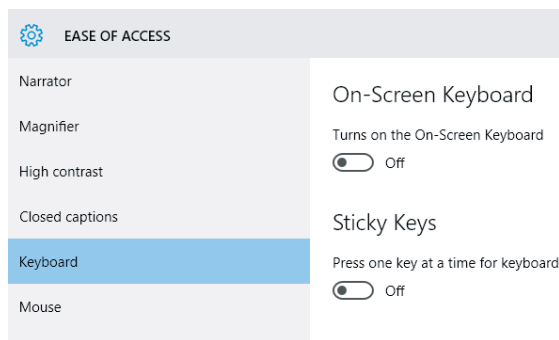 EASE OF ACCESS
Narrator
Magnifier
High contrast
Closed captions
Keyboard
Mouse
On-Screen Keyboard
Turns on the On-Screen Keyboard
Off
Sticky Keys
Press one key at a time for keyboard
Off